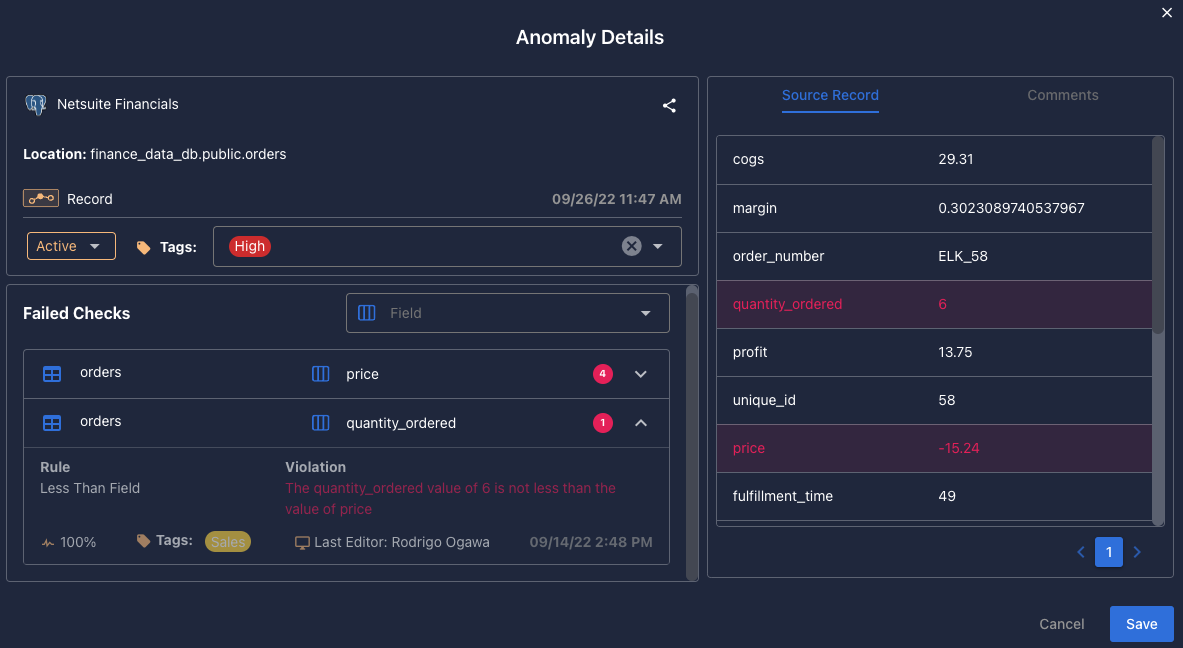 Anomaly Details
Netsuite Financials
Location: finance_data_db.public.orders
Record 09/26/22 11:47 AM
Active Tags: High
Failed Checks Field
orders price 4
orders quantity_ordered 1
Rule Violation
Less Than Field The quantity_ordered value of 6 is not less than the
value of price
100% Tags: Sales Last Editor: Rodrigo Ogawa 09/14/22 2:48 PM
Source Record Comments
cogs 29.31
margin 0.3023089740537967
order_number ELK_58
quantity_ordered 6
profit 13.75
unique_id 58
price -15.24
fulfillment_time 49
1
Cancel Save